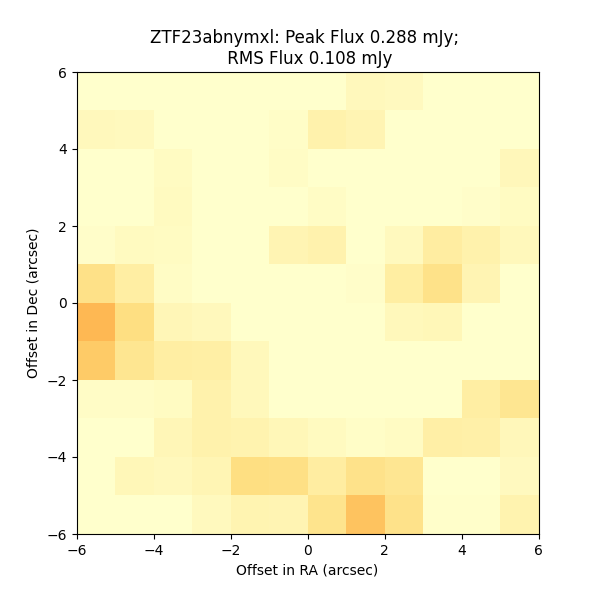 ZTF23abnymxl: Peak Flux 0.288 mJy;
RMS Flux 0.108 mJy
6
4
2
0
−2
−4
−6
Offset in Dec (arcsec)
−6 −4 −2 0 2 4 6
Offset in RA (arcsec)